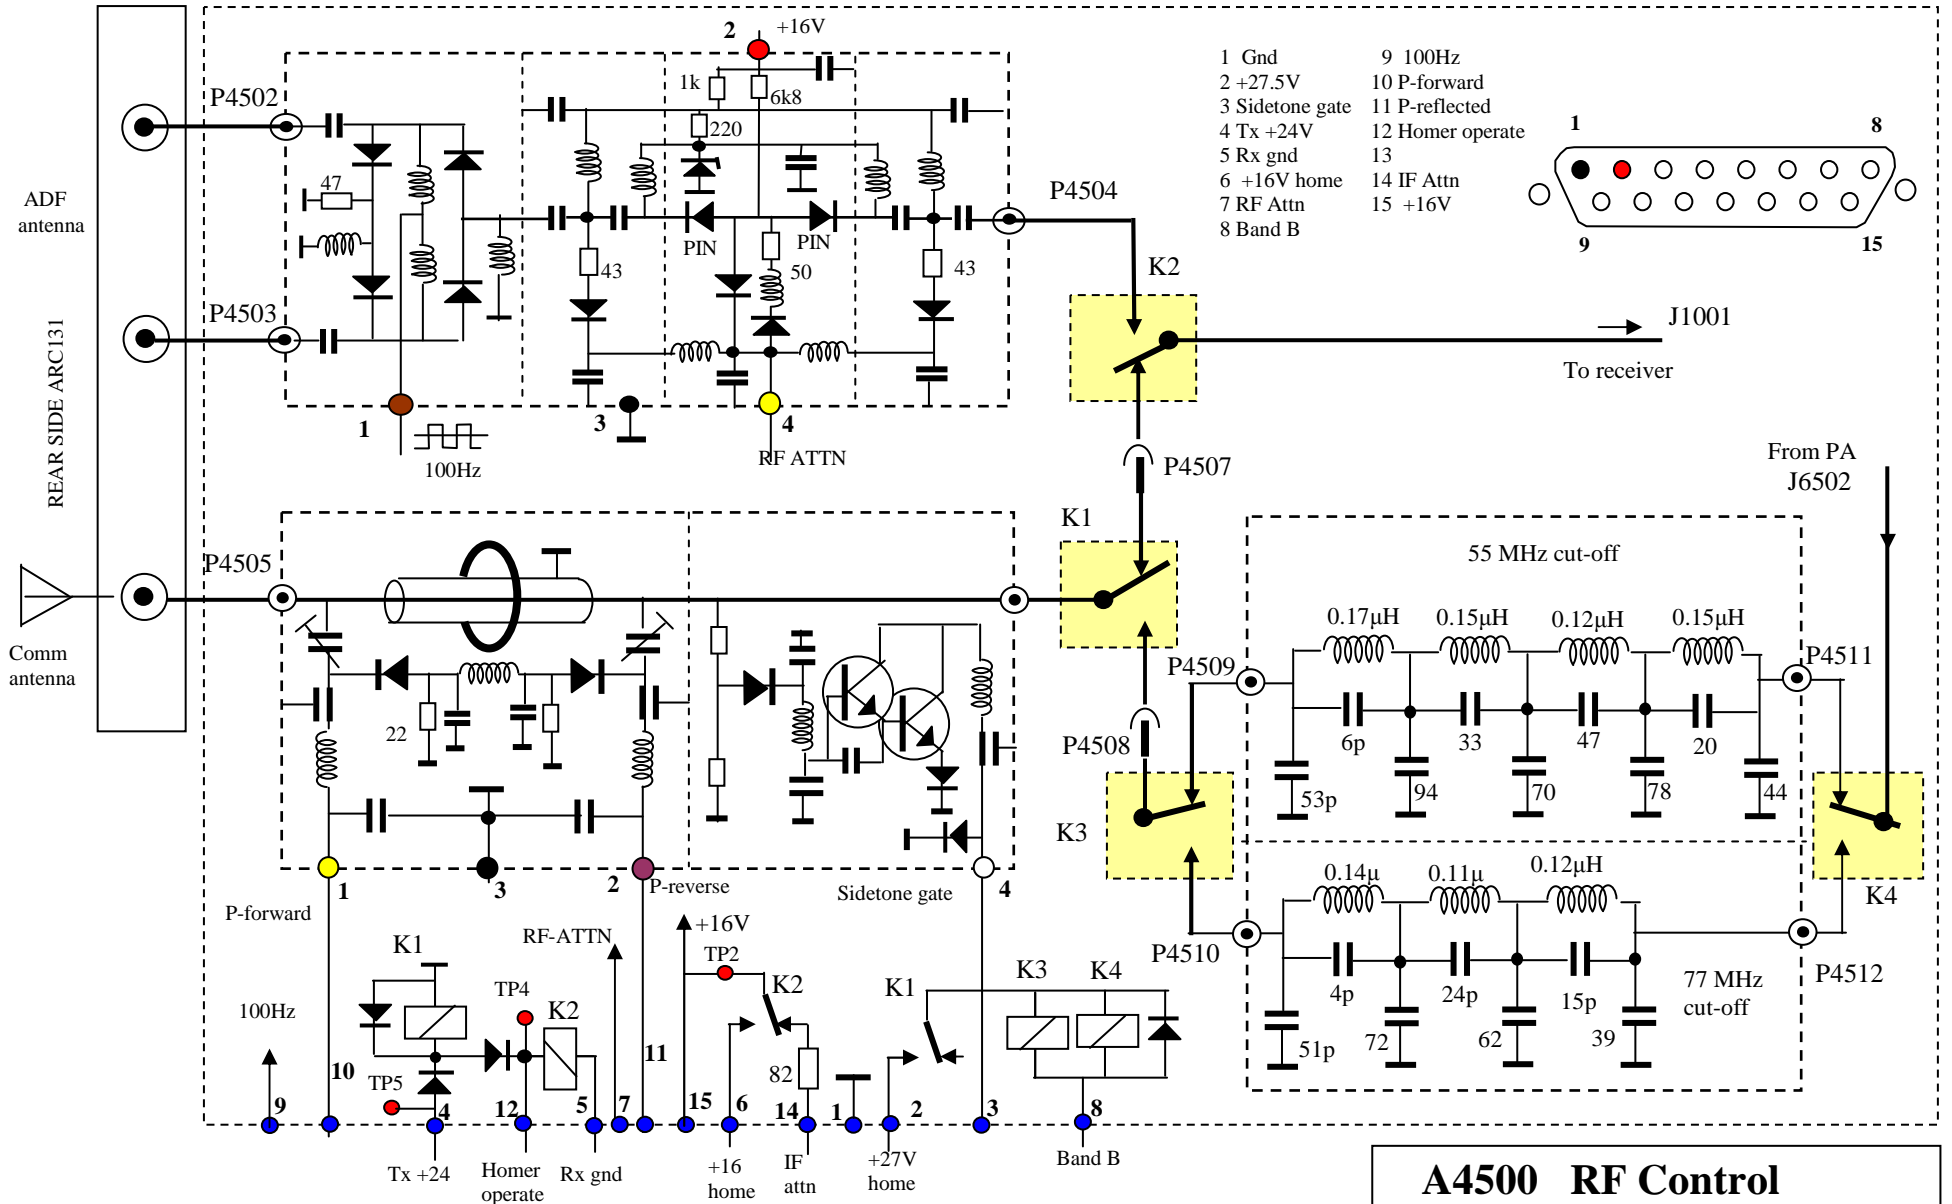 2
+16V
1 Gnd
9 100Hz
2 +27.5V
10 P-forward
3 Sidetone gate
11 P-reflected
4 Tx +24V
12 Homer operate
5 Rx gnd
13
6 +16V home
14 IF Attn
7 RF Attn
15 +16V
8 Band B
1
8
9
15
P4502
1k
6k8
220
47
ADF
antenna
PIN
PIN
P4504
43
50
43
K2
P4503
J1001
To receiver
REAR SIDE ARC131
1
100Hz
3
4
RF ATTN
P4507
From PA
J6502
K1
P4505
55 MHz cut-off
0.17µH
0.15µH
0.12µH
0.15µH
Comm
antenna
P4509
P4511
22
P4508
6p
33
47
20
53p
94
70
78
44
K3
K4
1
3
2
P-reverse
Sidetone gate
4
0.14µ
0.11µ
0.12µH
P-forward
K1
RF-ATTN
+16V
TP2
K2
K1
K3
K4
P4510
P4512
TP4
K2
4p
24p
15p
77 MHz
cut-off
100Hz
51p
72
62
39
10
11
82
TP5
9
4
12
5
7
15
6
14
1
2
3
8
Tx +24
Homer
operate
Rx gnd
+16
home
IF
attn
+27V
home
Band B
A4500 RF Control